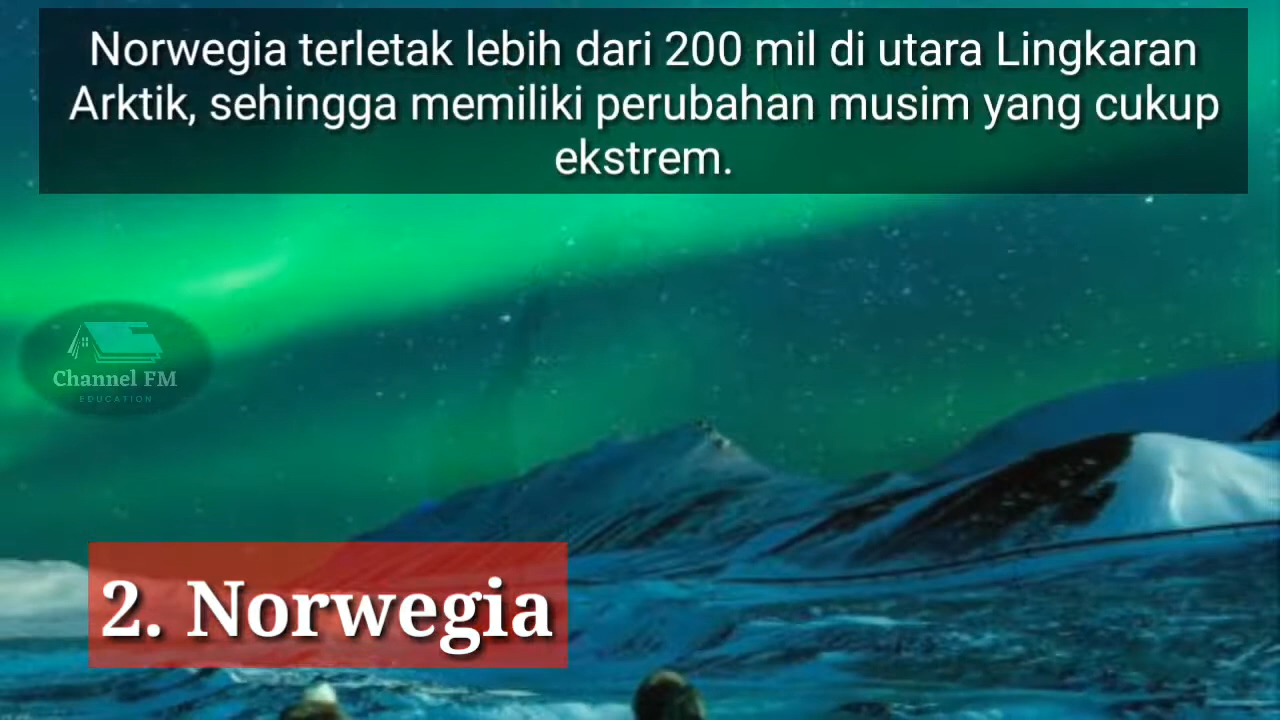 Norwegia terletak lebih dari 200 mil di utara Lingkaran
Arktik, sehingga memiliki perubahan musim yang cukup
ekstrem.
Channel FM
EDUCATION
2. Norwegia